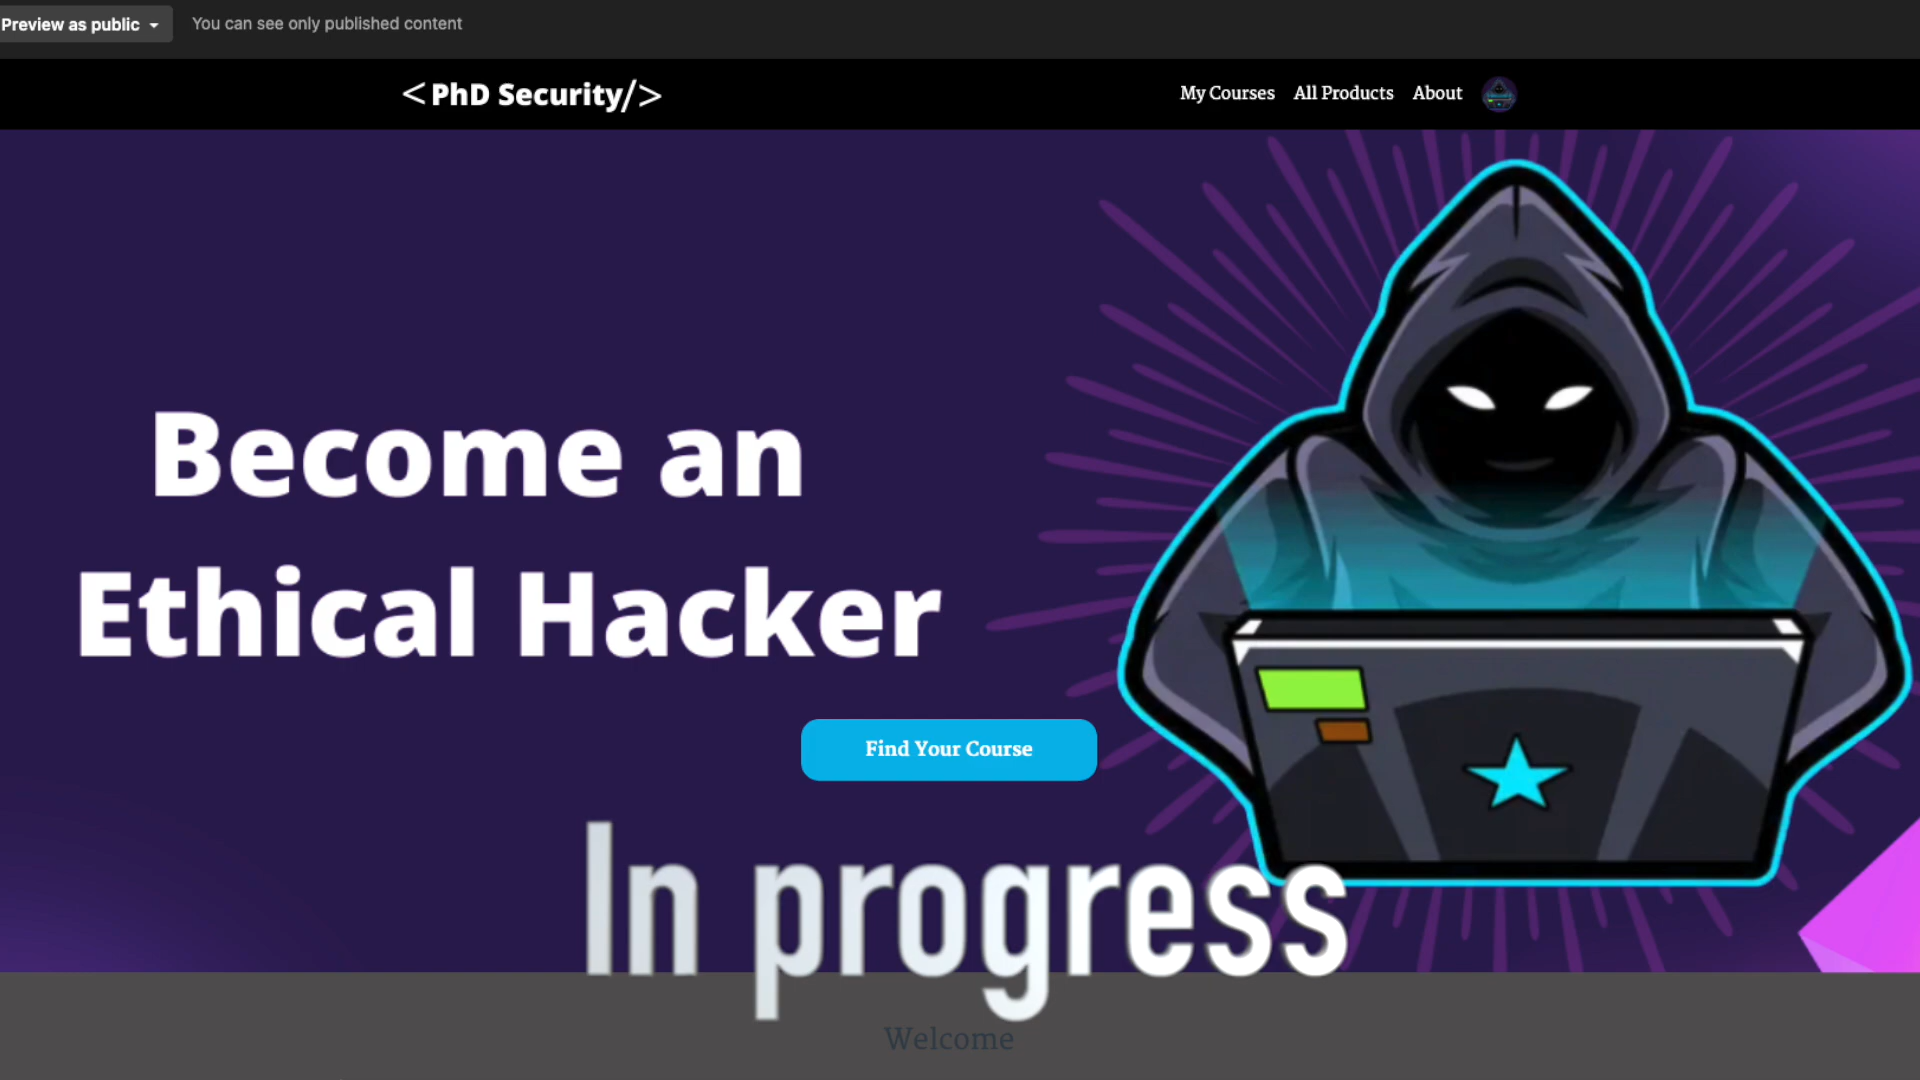 Preview as public
You can see only published content
<PhD Security/>
My Courses All Products About
Become an
Ethical Hacker
Find Your Course
In progress
Welcome